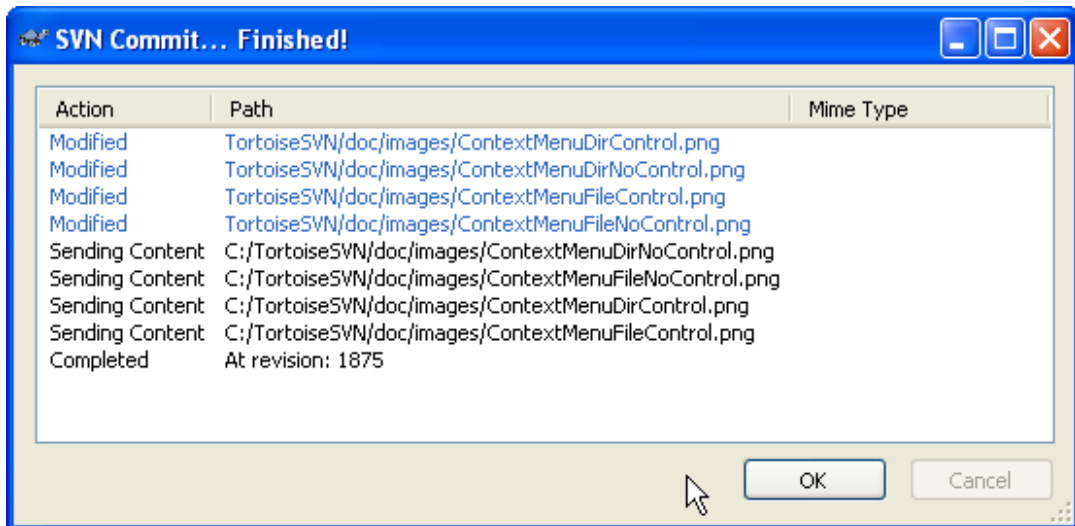 SVN Commit... Finished!
Action Path Mime Type
Modified TortoiseSVN/doc/images/ContextMenuDirControl.png
Modified TortoiseSVN/doc/images/ContextMenuDirNoControl.png
Modified TortoiseSVN/doc/images/ContextMenuFileControl.png
Modified TortoiseSVN/doc/images/ContextMenuFileNoControl.png
Sending Content C:/TortoiseSVN/doc/images/ContextMenuDirNoControl.png
Sending Content C:/TortoiseSVN/doc/images/ContextMenuFileNoControl.png
Sending Content C:/TortoiseSVN/doc/images/ContextMenuDirControl.png
Sending Content C:/TortoiseSVN/doc/images/ContextMenuFileControl.png
Completed At revision: 1875
OK Cancel